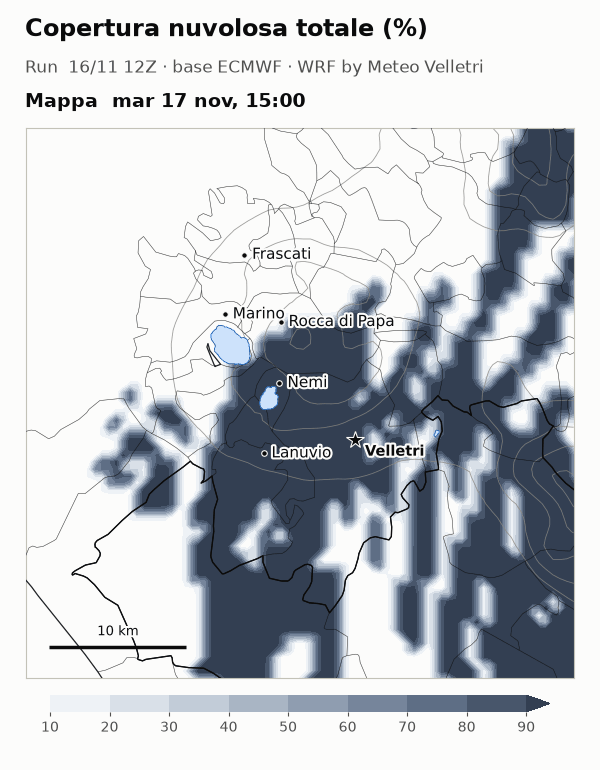 Copertura nuvolosa totale (%)
Run  16/11 12Z · base ECMWF · WRF by Meteo Velletri
Mappa  mar 17 nov, 15:00
Frascati
Marino
Rocca di Papa
Nemi
Velletri
Lanuvio
10 km
10 20 30 40 50 60 70 80 90